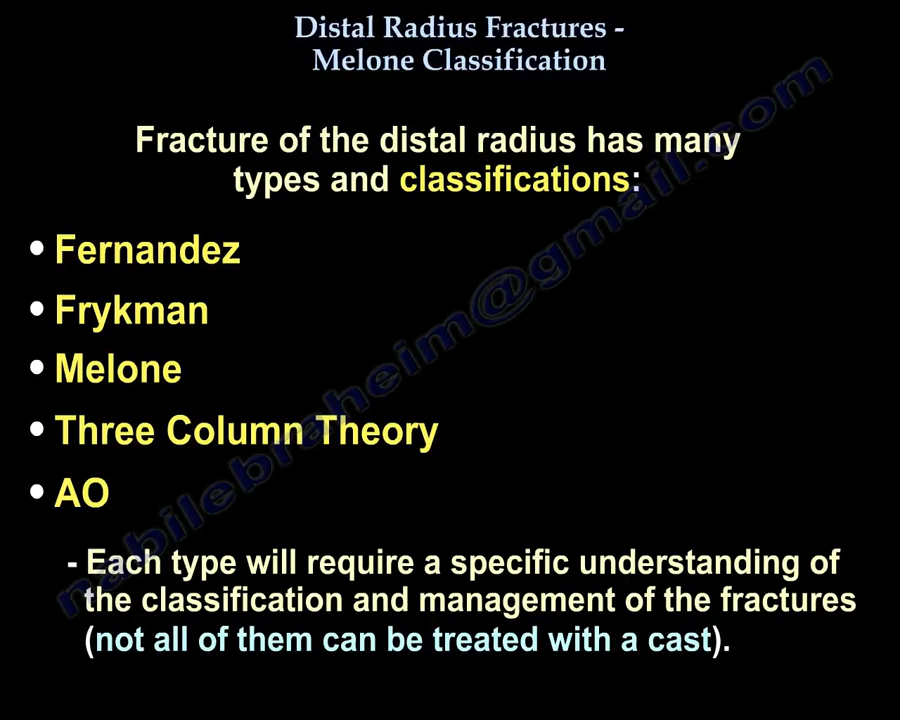 Distal Radius Fractures -
Melone Classification
Fracture of the distal radius has many
types and classifications:
• Fernandez
• Frykman
• Melone
• Three Column Theory
• AO
- Each type will require a specific understanding of
the classification and management of the fractures
(not all of them can be treated with a cast).
nabilebraheim@gmail.com